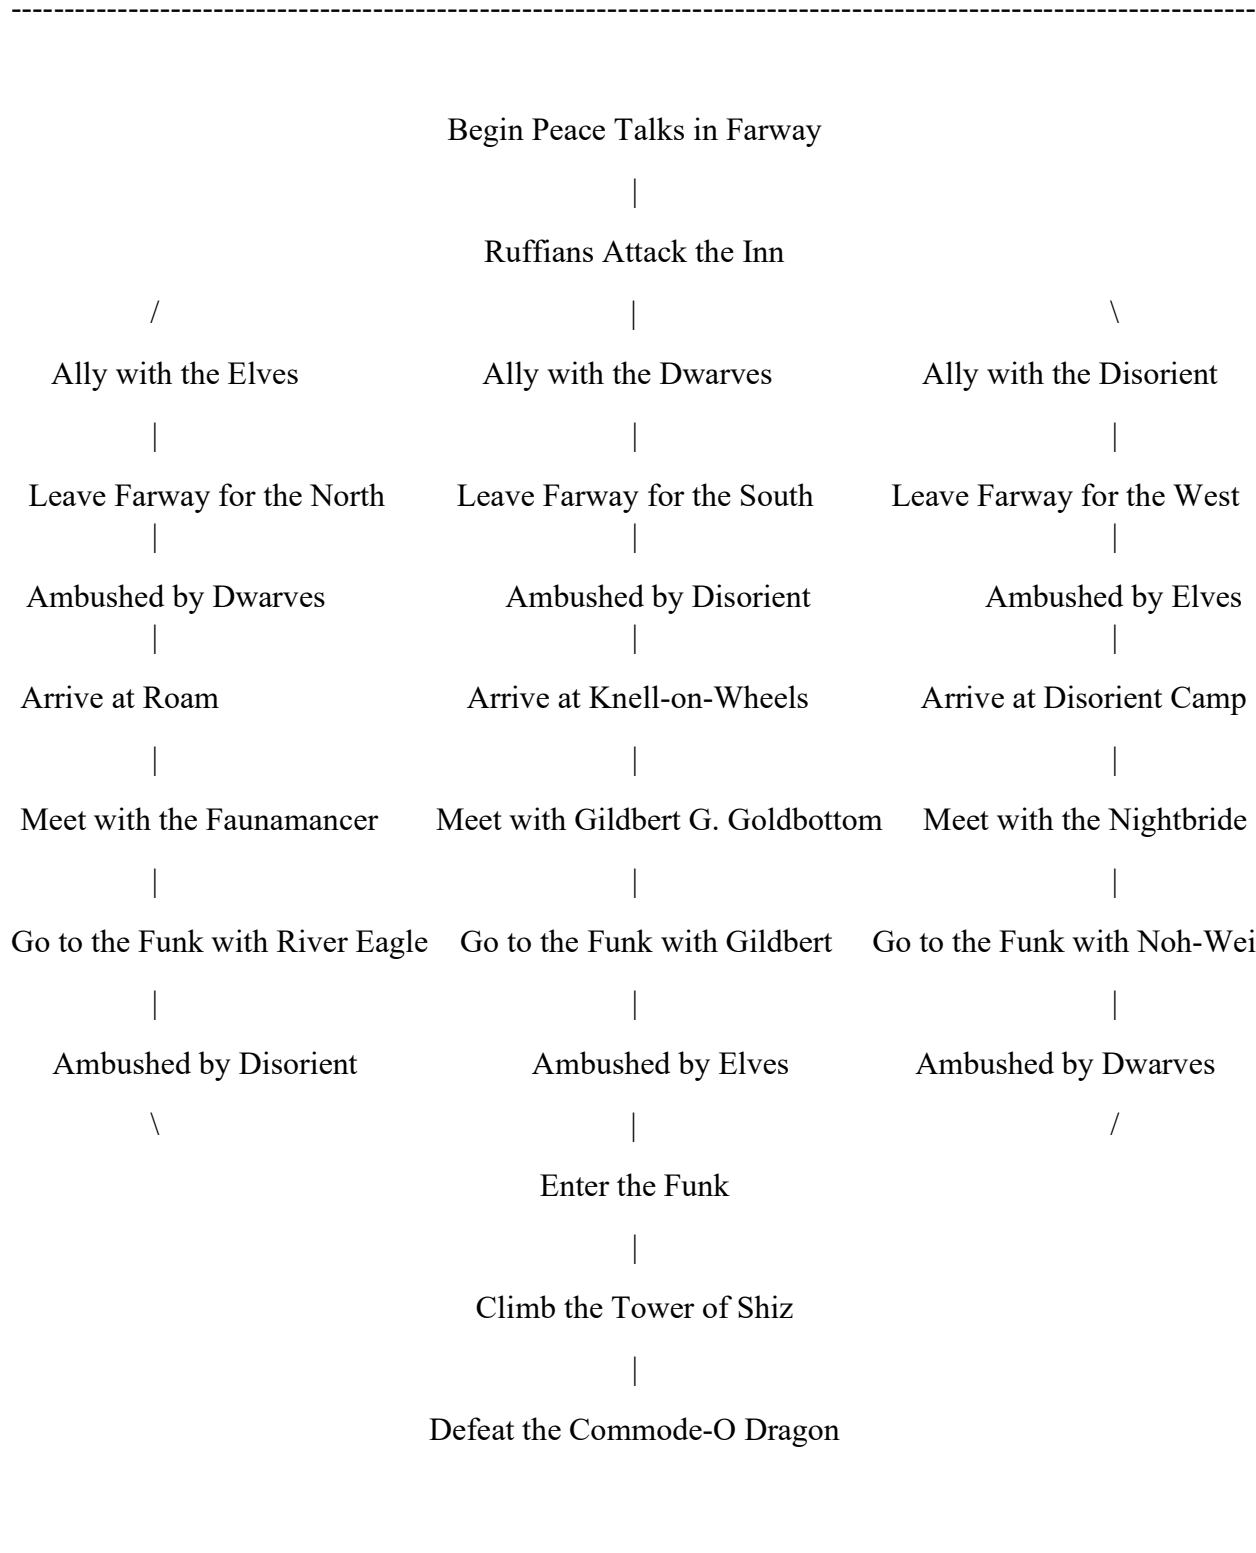 ------------------------------------------------------------------------------------------------------------------------
Begin Peace Talks in Farway
|
Ruffians Attack the Inn
/ | \
Ally with the Elves Ally with the Dwarves Ally with the Disorient
| | |
Leave Farway for the North Leave Farway for the South Leave Farway for the West
| | |
Ambushed by Dwarves Ambushed by Disorient Ambushed by Elves
| | |
Arrive at Roam Arrive at Knell-on-Wheels Arrive at Disorient Camp
| | |
Meet with the Faunamancer Meet with Gildbert G. Goldbottom Meet with the Nightbride
| | |
Go to the Funk with River Eagle Go to the Funk with Gildbert Go to the Funk with Noh-Wei
| | |
Ambushed by Disorient Ambushed by Elves Ambushed by Dwarves
\ | /
Enter the Funk
|
Climb the Tower of Shiz
|
Defeat the Commode-O Dragon